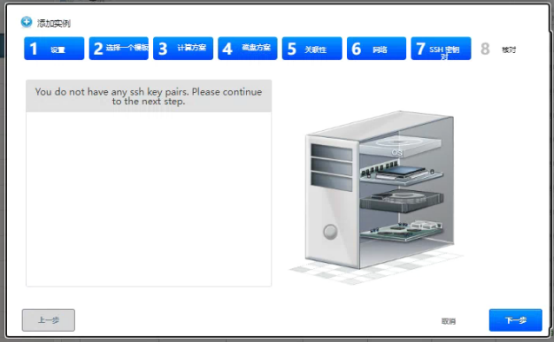 添加实例
1 设置
2 选择一个模板
3 计算方案
4 磁盘方案
5 关联性
6 网络
7 SSH 密钥对
8 核对
You do not have any ssh key pairs. Please continue
to the next step.
上一步
取消
下一步